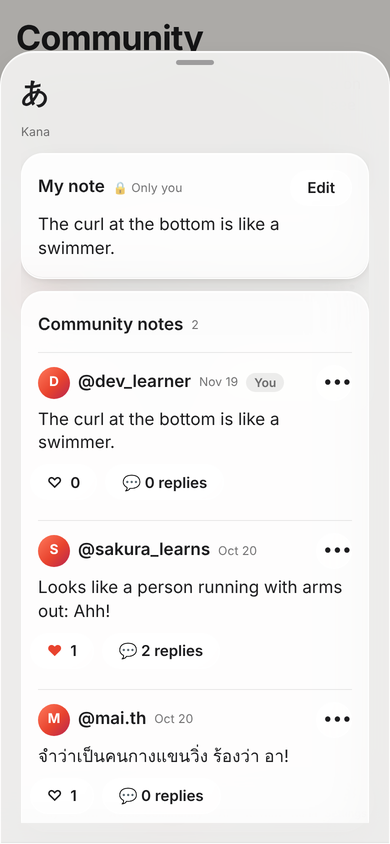 Community
あ
Kana
My note 🔒 Only you Edit
The curl at the bottom is like a
swimmer.
Community notes 2
D @dev_learner Nov 19 You •••
The curl at the bottom is like a
swimmer.
♡ 0 💬 0 replies
S @sakura_learns Oct 20 •••
Looks like a person running with arms
out: Ahh!
♥ 1 💬 2 replies
M @mai.th Oct 20 •••
จำว่าเป็นคนกางแขนวิ่ง ร้องว่า อา!
♡ 1 💬 0 replies